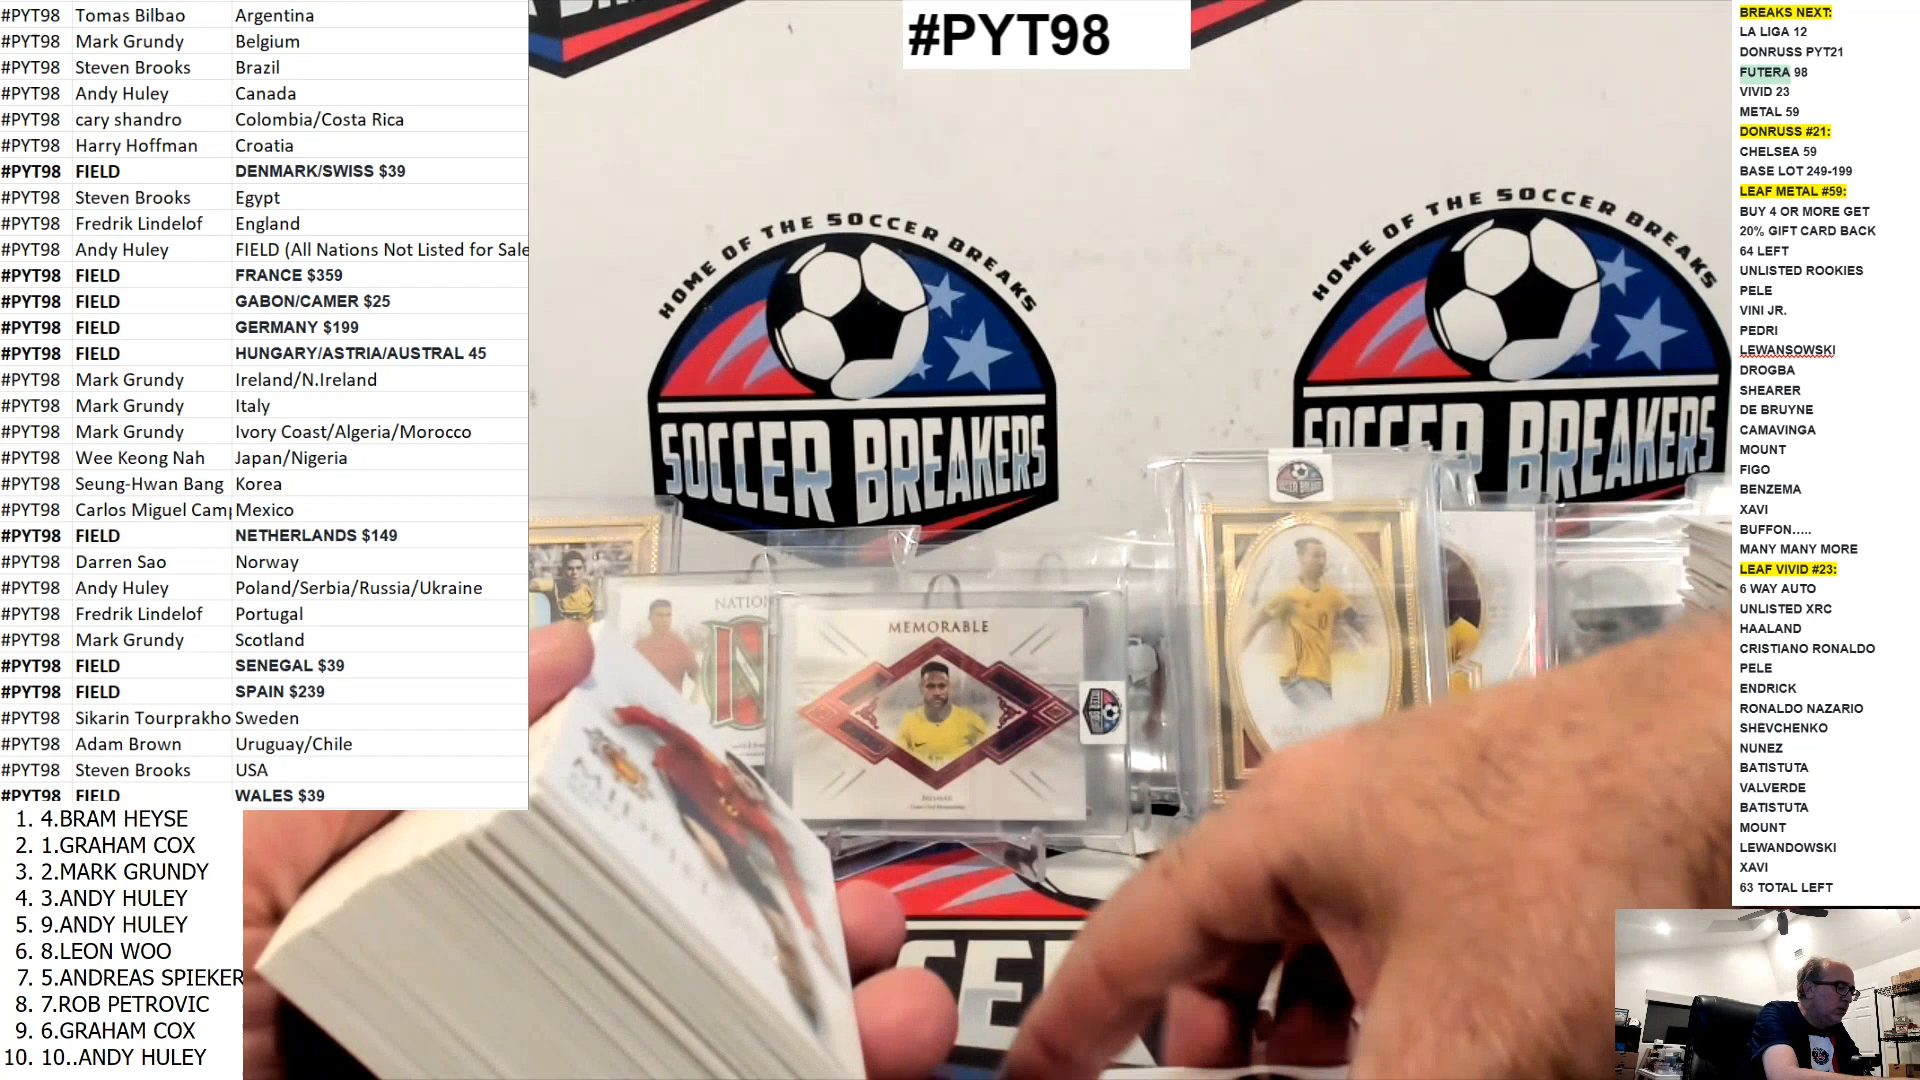 #PYT98 Tomas Bilbao Argentina
#PYT98 Mark Grundy Belgium
#PYT98 Steven Brooks Brazil
#PYT98 Andy Huley Canada
#PYT98 cary shandro Colombia/Costa Rica
#PYT98 Harry Hoffman Croatia
#PYT98 FIELD DENMARK/SWISS $39
#PYT98 Steven Brooks Egypt
#PYT98 Fredrik Lindelof England
#PYT98 Andy Huley FIELD (All Nations Not Listed for Sale
#PYT98 FIELD FRANCE $359
#PYT98 FIELD GABON/CAMER $25
#PYT98 FIELD GERMANY $199
#PYT98 FIELD HUNGARY/ASTRIA/AUSTRAL 45
#PYT98 Mark Grundy Ireland/N.Ireland
#PYT98 Mark Grundy Italy
#PYT98 Mark Grundy Ivory Coast/Algeria/Morocco
#PYT98 Wee Keong Nah Japan/Nigeria
#PYT98 Seung-Hwan Bang Korea
#PYT98 Carlos Miguel Camp Mexico
#PYT98 FIELD NETHERLANDS $149
#PYT98 Darren Sao Norway
#PYT98 Andy Huley Poland/Serbia/Russia/Ukraine
#PYT98 Fredrik Lindelof Portugal
#PYT98 Mark Grundy Scotland
#PYT98 FIELD SENEGAL $39
#PYT98 FIELD SPAIN $239
#PYT98 Sikarin Tourprakho Sweden
#PYT98 Adam Brown Uruguay/Chile
#PYT98 Steven Brooks USA
#PYT98 FIELD WALES $39
1. 4.BRAM HEYSE
2. 1.GRAHAM COX
3. 2.MARK GRUNDY
4. 3.ANDY HULEY
5. 9.ANDY HULEY
6. 8.LEON WOO
7. 5.ANDREAS SPIEKER
8. 7.ROB PETROVIC
9. 6.GRAHAM COX
10. 10..ANDY HULEY
#PYT98
HOME OF THE SOCCER BREAKS
SOCCER BREAKERS
HOME OF THE SOCCER BREAKS
SOCCER BREAKERS
NATION
MEMORABLE
NEYMAR
BREAKS NEXT:
LA LIGA 12
DONRUSS PYT21
FUTERA 98
VIVID 23
METAL 59
DONRUSS #21:
CHELSEA 59
BASE LOT 249-199
LEAF METAL #59:
BUY 4 OR MORE GET
20% GIFT CARD BACK
64 LEFT
UNLISTED ROOKIES
PELE
VINI JR.
PEDRI
LEWANSOWSKI
DROGBA
SHEARER
DE BRUYNE
CAMAVINGA
MOUNT
FIGO
BENZEMA
XAVI
BUFFON.....
MANY MANY MORE
LEAF VIVID #23:
6 WAY AUTO
UNLISTED XRC
HAALAND
CRISTIANO RONALDO
PELE
ENDRICK
RONALDO NAZARIO
SHEVCHENKO
NUNEZ
BATISTUTA
VALVERDE
BATISTUTA
MOUNT
LEWANDOWSKI
XAVI
63 TOTAL LEFT